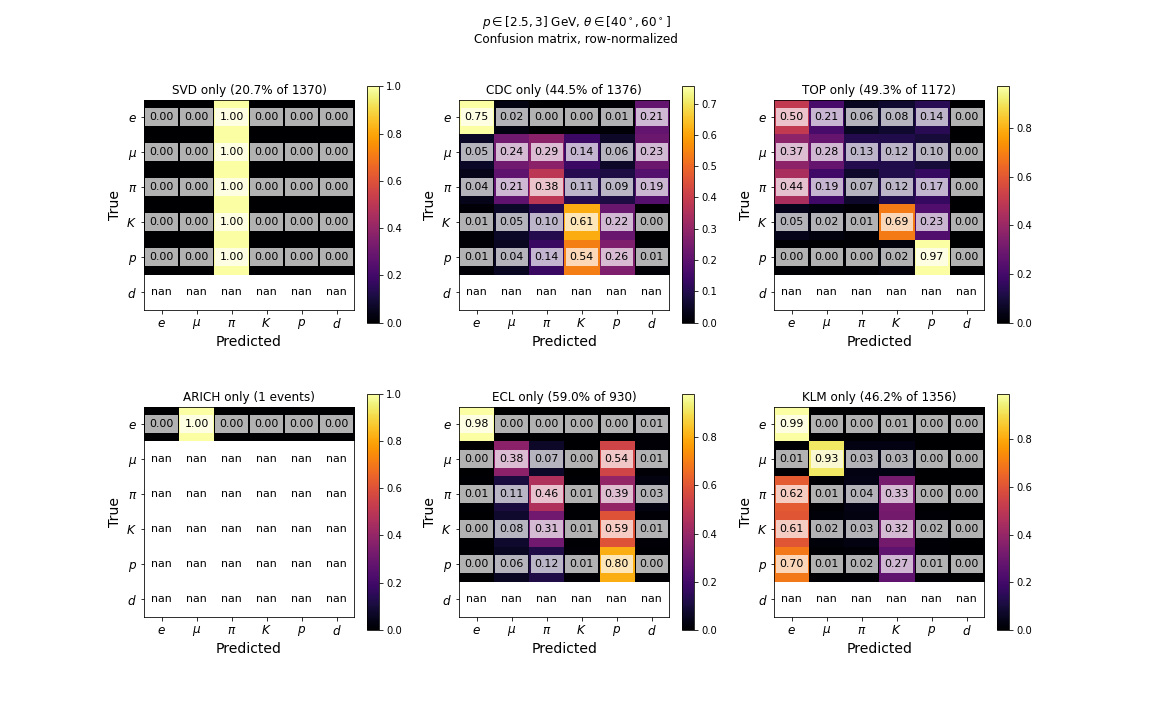 p ∈ [2.5, 3] GeV, θ ∈ [40°, 60°]
Confusion matrix, row-normalized
SVD only (20.7% of 1370)
True
e 0.00 0.00 1.00 0.00 0.00 0.00
μ 0.00 0.00 1.00 0.00 0.00 0.00
π 0.00 0.00 1.00 0.00 0.00 0.00
K 0.00 0.00 1.00 0.00 0.00 0.00
p 0.00 0.00 1.00 0.00 0.00 0.00
d nan nan nan nan nan nan
e μ π K p d
Predicted
1.0
0.8
0.6
0.4
0.2
0.0
CDC only (44.5% of 1376)
True
e 0.75 0.02 0.00 0.00 0.01 0.21
μ 0.05 0.24 0.29 0.14 0.06 0.23
π 0.04 0.21 0.38 0.11 0.09 0.19
K 0.01 0.05 0.10 0.61 0.22 0.00
p 0.01 0.04 0.14 0.54 0.26 0.01
d nan nan nan nan nan nan
e μ π K p d
Predicted
0.7
0.6
0.5
0.4
0.3
0.2
0.1
0.0
TOP only (49.3% of 1172)
True
e 0.50 0.21 0.06 0.08 0.14 0.00
μ 0.37 0.28 0.13 0.12 0.10 0.00
π 0.44 0.19 0.07 0.12 0.17 0.00
K 0.05 0.02 0.01 0.69 0.23 0.00
p 0.00 0.00 0.00 0.02 0.97 0.00
d nan nan nan nan nan nan
e μ π K p d
Predicted
0.8
0.6
0.4
0.2
0.0
ARICH only (1 events)
True
e 0.00 1.00 0.00 0.00 0.00 0.00
μ nan nan nan nan nan nan
π nan nan nan nan nan nan
K nan nan nan nan nan nan
p nan nan nan nan nan nan
d nan nan nan nan nan nan
e μ π K p d
Predicted
1.0
0.8
0.6
0.4
0.2
0.0
ECL only (59.0% of 930)
True
e 0.98 0.00 0.00 0.00 0.00 0.01
μ 0.00 0.38 0.07 0.00 0.54 0.01
π 0.01 0.11 0.46 0.01 0.39 0.03
K 0.00 0.08 0.31 0.01 0.59 0.01
p 0.00 0.06 0.12 0.01 0.80 0.00
d nan nan nan nan nan nan
e μ π K p d
Predicted
0.8
0.6
0.4
0.2
0.0
KLM only (46.2% of 1356)
True
e 0.99 0.00 0.00 0.01 0.00 0.00
μ 0.01 0.93 0.03 0.03 0.00 0.00
π 0.62 0.01 0.04 0.33 0.00 0.00
K 0.61 0.02 0.03 0.32 0.02 0.00
p 0.70 0.01 0.02 0.27 0.01 0.00
d nan nan nan nan nan nan
e μ π K p d
Predicted
0.8
0.6
0.4
0.2
0.0